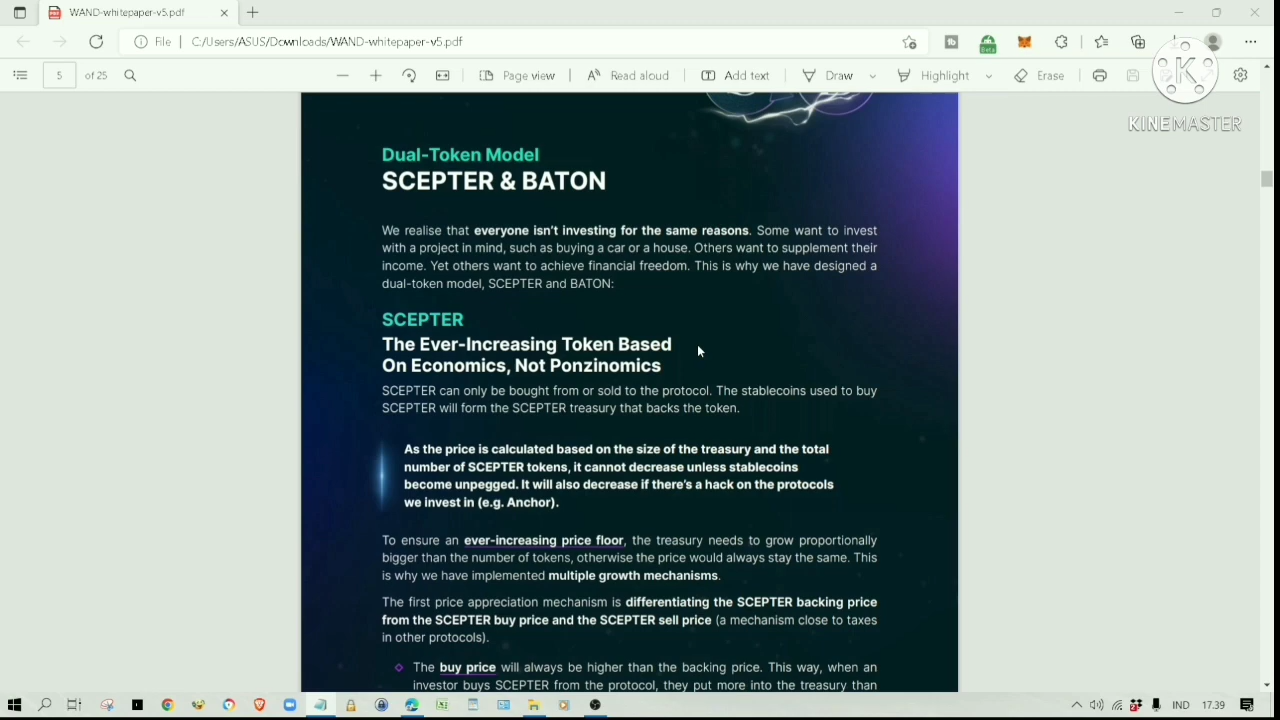 WAND-whitepaper-v5.pdf
File
C:/Users/ASUS/Downloads/WAND-whitepaper-v5.pdf
Beta
5 of 25
Page view
Read aloud
Add text
Draw
Highlight
Erase
K
KINEMASTER
Dual-Token Model
SCEPTER & BATON
We realise that everyone isn't investing for the same reasons. Some want to invest
with a project in mind, such as buying a car or a house. Others want to supplement their
income. Yet others want to achieve financial freedom. This is why we have designed a
dual-token model, SCEPTER and BATON:
SCEPTER
The Ever-Increasing Token Based
On Economics, Not Ponzinomics
SCEPTER can only be bought from or sold to the protocol. The stablecoins used to buy
SCEPTER will form the SCEPTER treasury that backs the token.
As the price is calculated based on the size of the treasury and the total
number of SCEPTER tokens, it cannot decrease unless stablecoins
become unpegged. It will also decrease if there's a hack on the protocols
we invest in (e.g. Anchor).
To ensure an ever-increasing price floor, the treasury needs to grow proportionally
bigger than the number of tokens, otherwise the price would always stay the same. This
is why we have implemented multiple growth mechanisms.
The first price appreciation mechanism is differentiating the SCEPTER backing price
from the SCEPTER buy price and the SCEPTER sell price (a mechanism close to taxes
in other protocols).
The buy price will always be higher than the backing price. This way, when an
investor buys SCEPTER from the protocol, they put more into the treasury than
IND
17.39